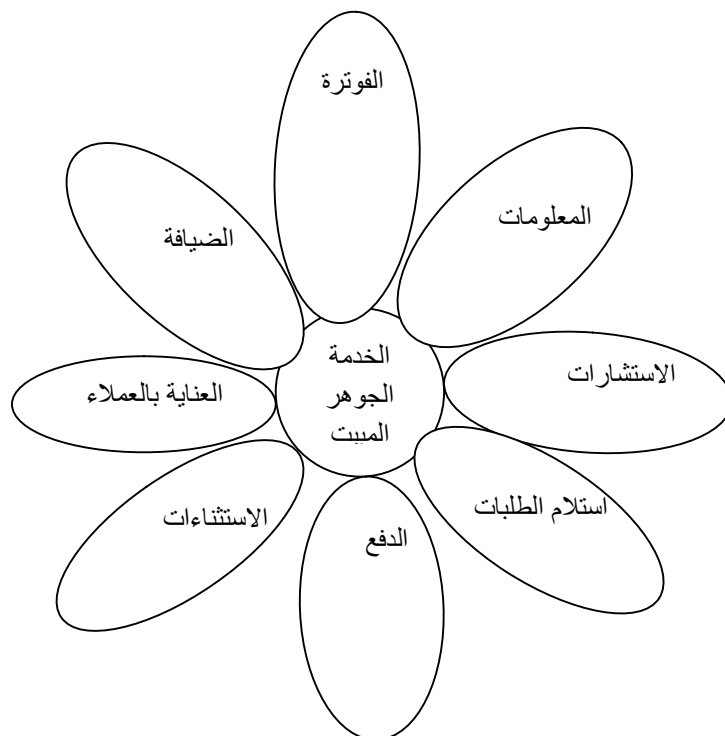 الفوترة
المعلومات
الضيافة
الخدمة
الجوهر
المبيت
الاستشارات
العناية بالعملاء
استلام الطلبات
الاستثناءات
الدفع